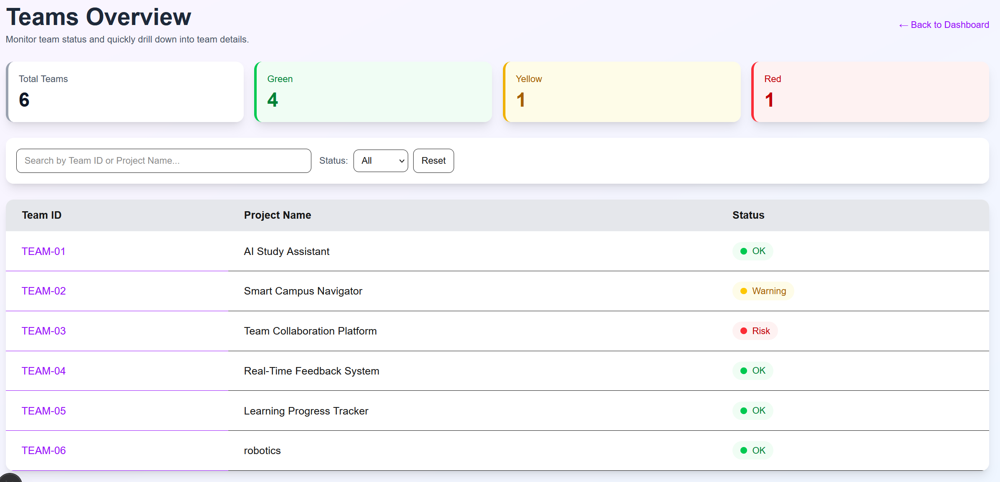 Teams Overview
← Back to Dashboard
Monitor team status and quickly drill down into team details.
Total Teams
6
Green
4
Yellow
1
Red
1
Search by Team ID or Project Name...
Status:
All
Reset
Team ID Project Name Status
TEAM-01 AI Study Assistant OK
TEAM-02 Smart Campus Navigator Warning
TEAM-03 Team Collaboration Platform Risk
TEAM-04 Real-Time Feedback System OK
TEAM-05 Learning Progress Tracker OK
TEAM-06 robotics OK